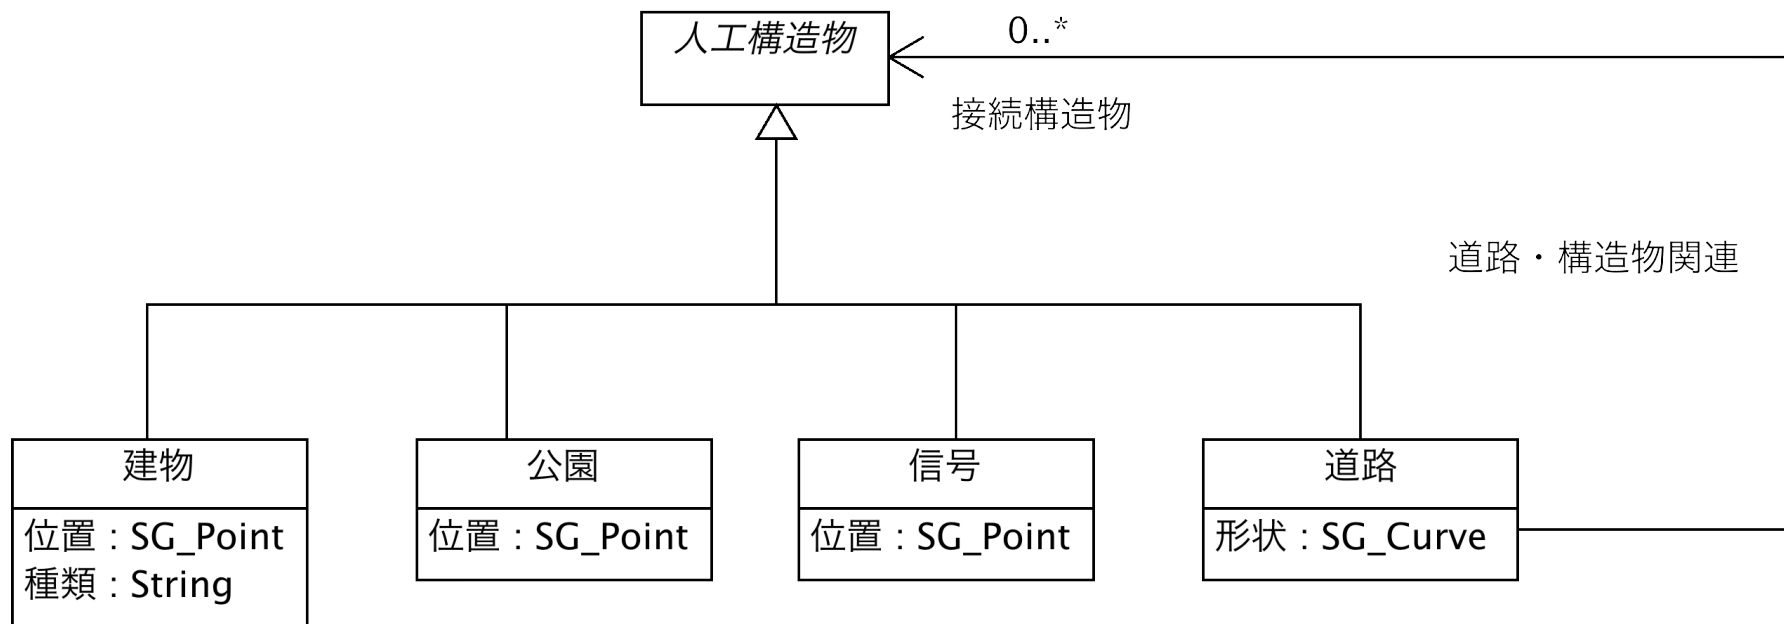 人工構造物
0..*
接続構造物
道路・構造物関連
建物
位置 : SG_Point
種類 : String
公園
位置 : SG_Point
信号
位置 : SG_Point
道路
形状 : SG_Curve